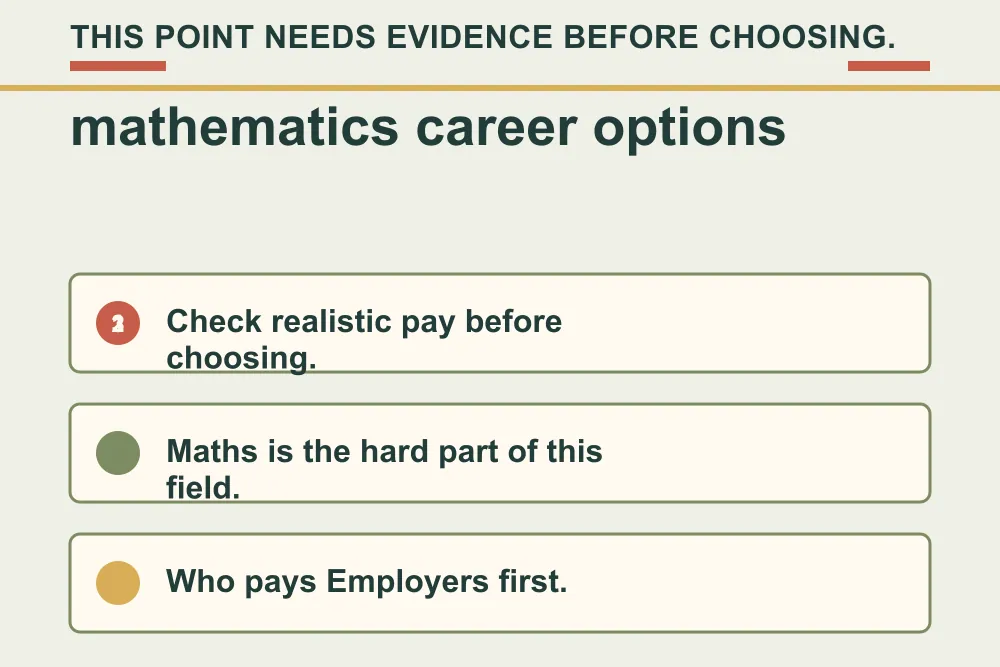 THIS POINT NEEDS EVIDENCE BEFORE CHOOSING.
mathematics career options
Check realistic pay before
choosing.
Maths is the hard part of this
field.
Who pays Employers first.